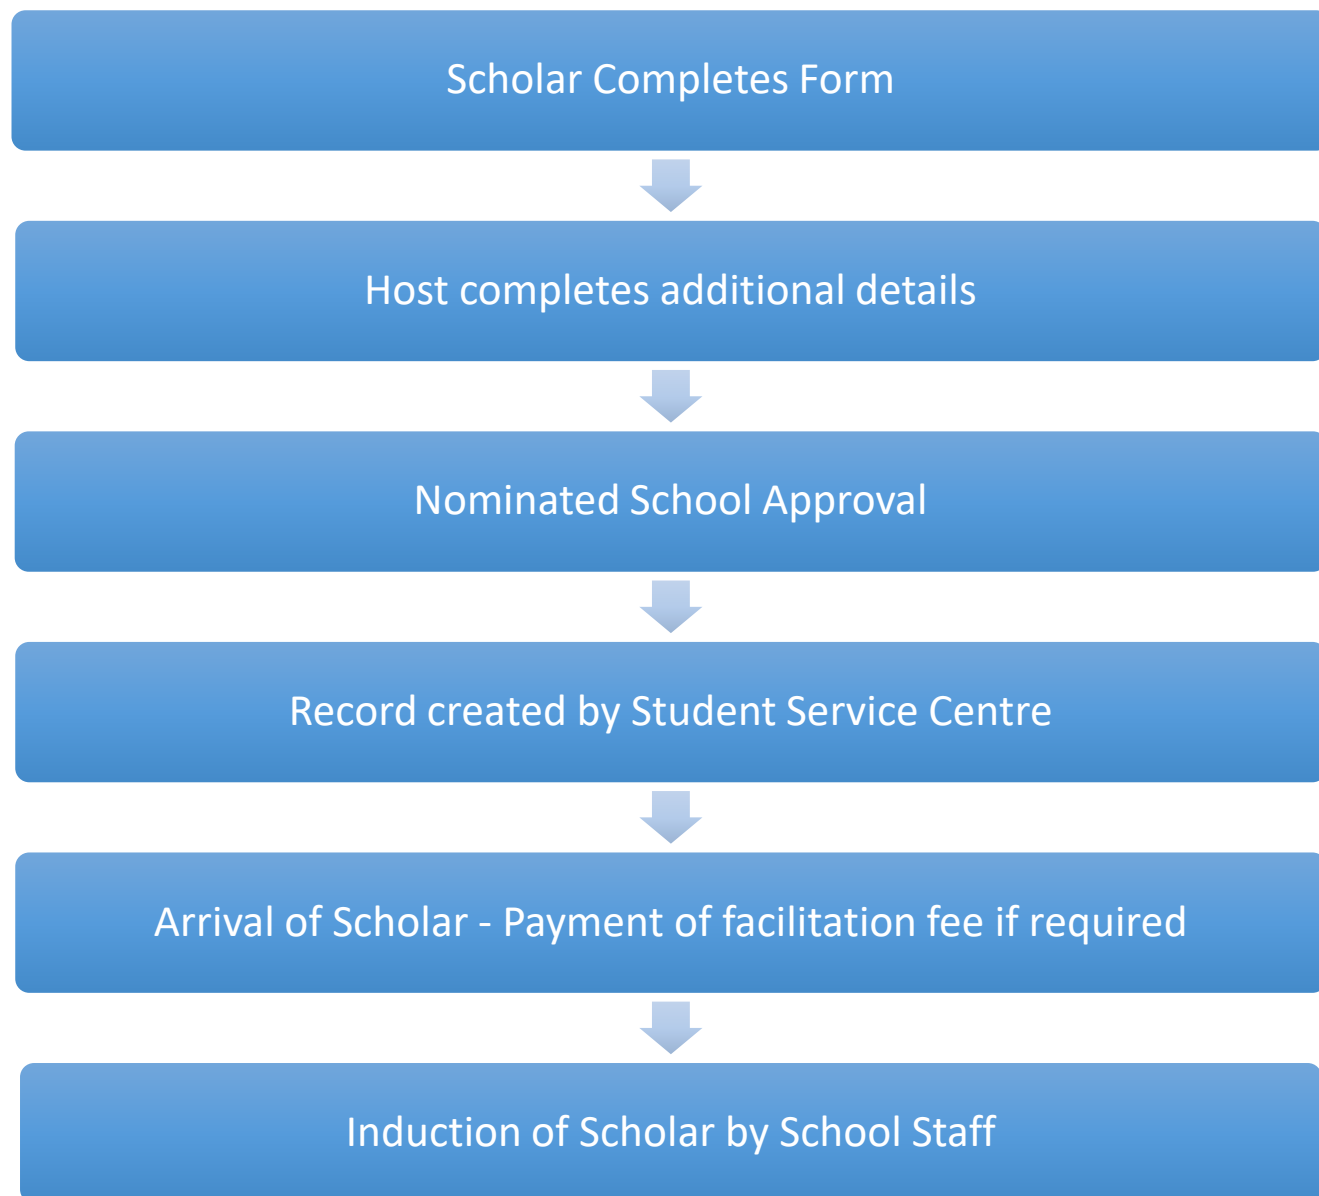 Scholar Completes Form
Host completes additional details
Nominated School Approval
Record created by Student Service Centre
Arrival of Scholar - Payment of facilitation fee if required
Induction of Scholar by School Staff